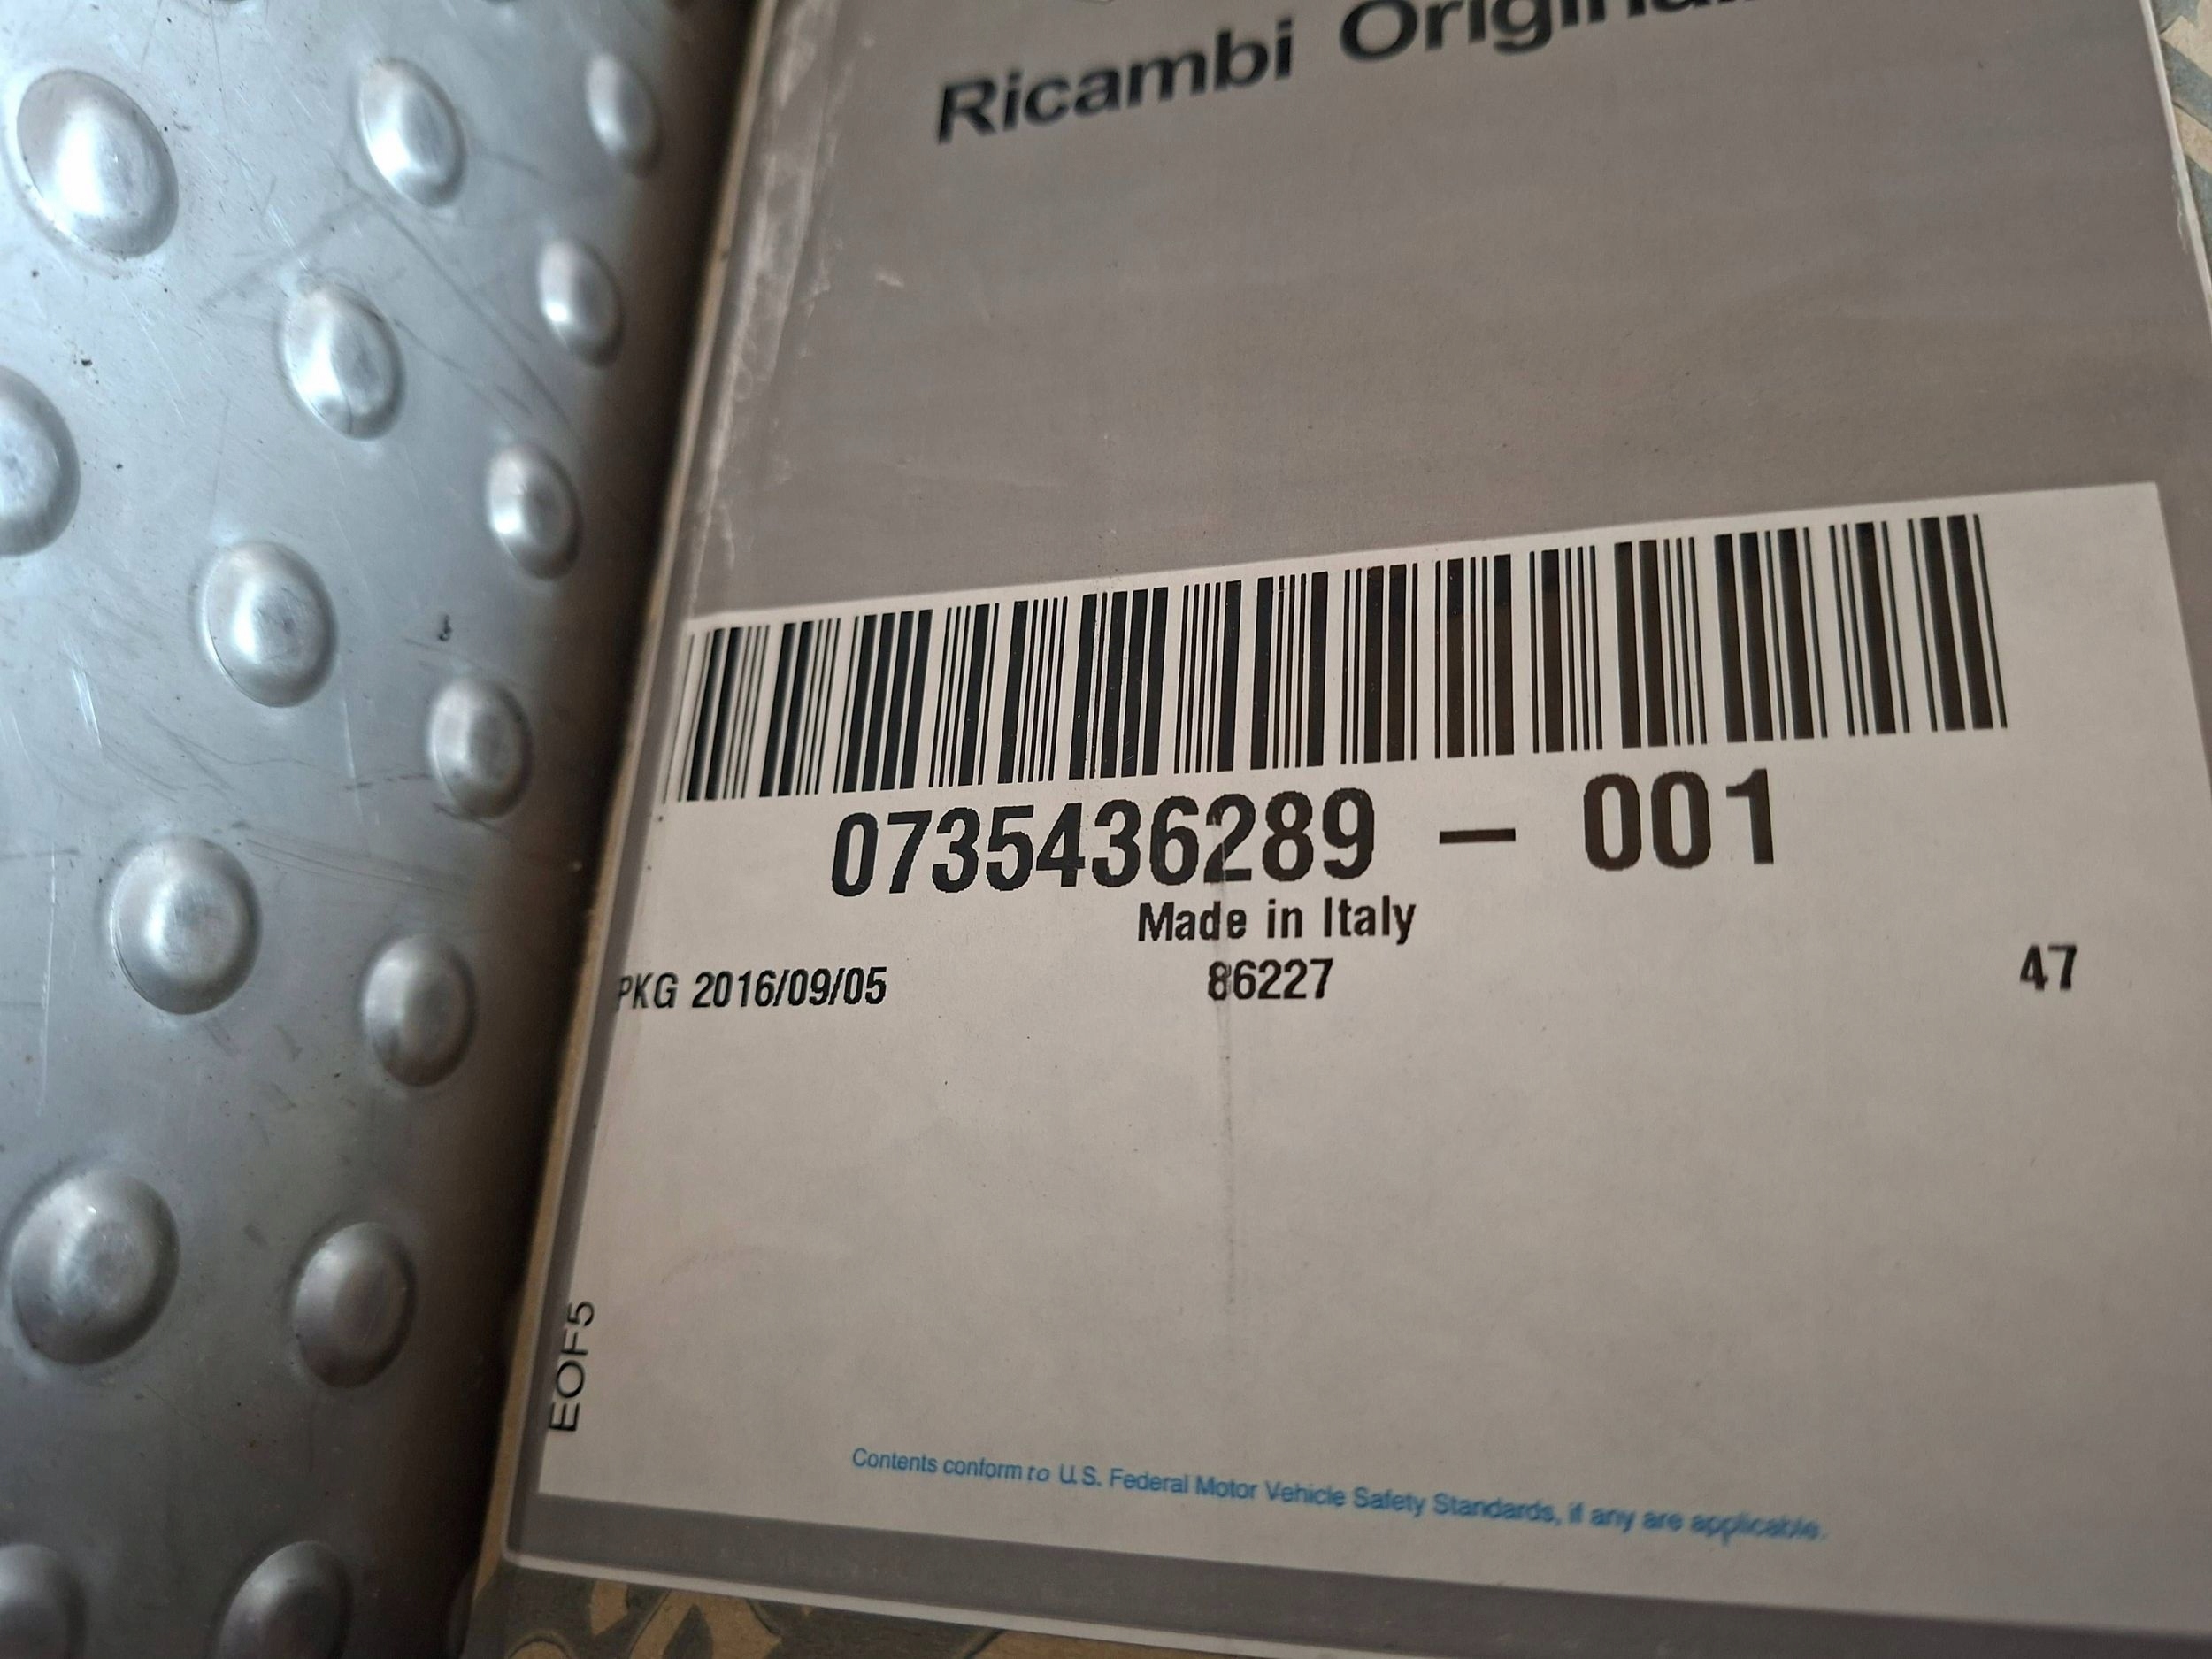 Ricambi Original
0735436289 - 001
Made in Italy
PKG 2016/09/05 86227 47
EOF5
Contents conform to U.S. Federal Motor Vehicle Safety Standards, if any are applicable.